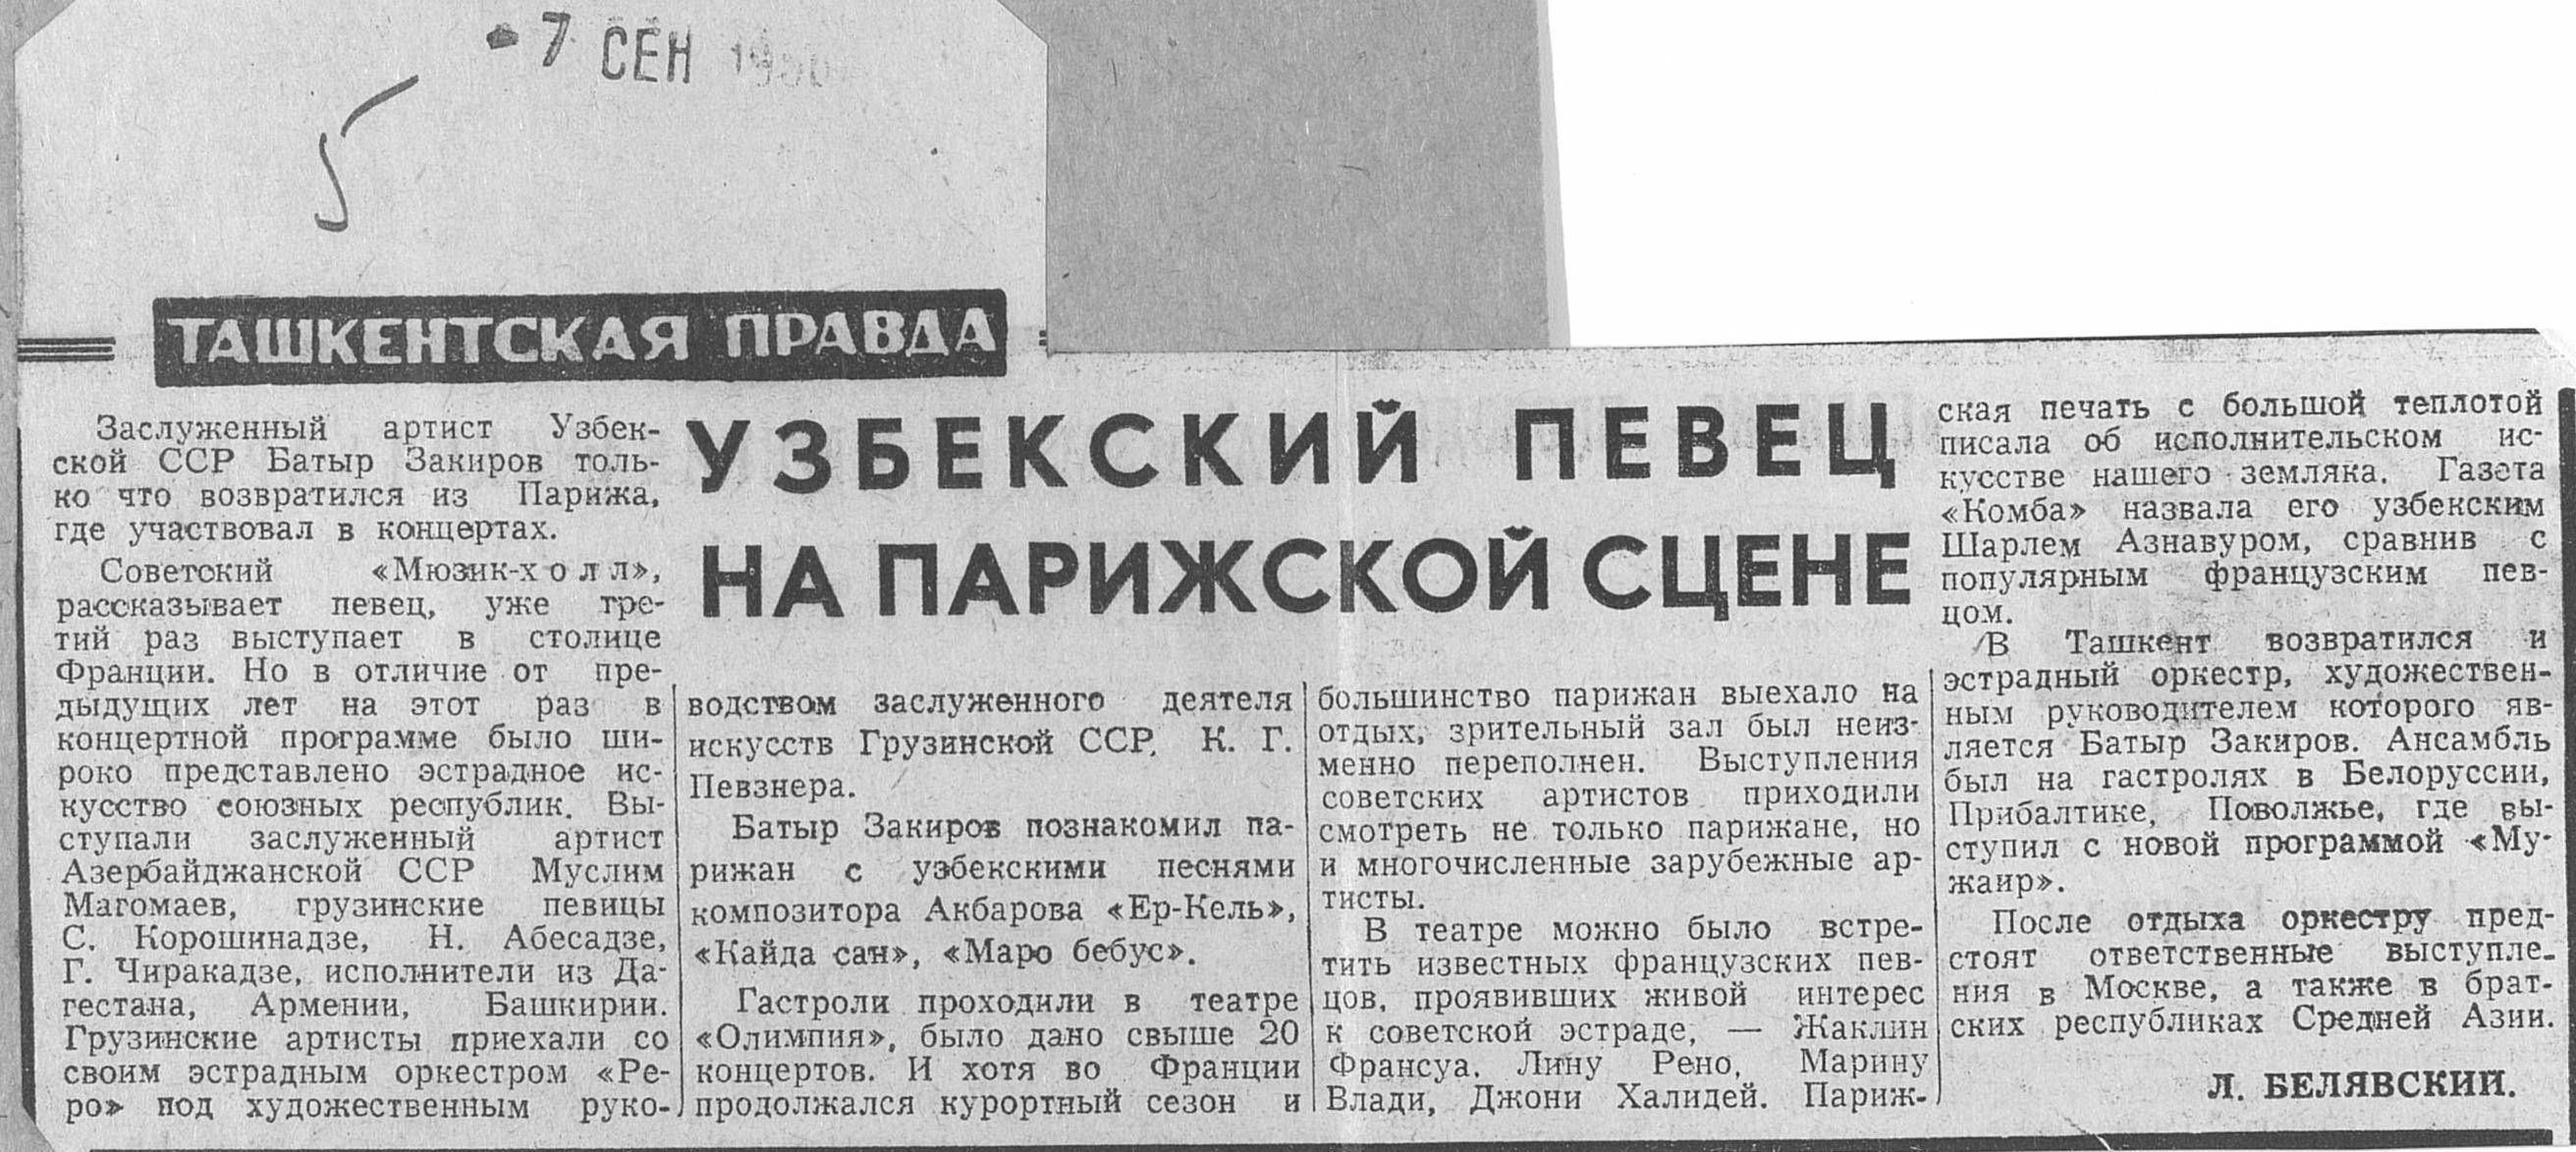 - 7 СЕН
5
ТАШКЕНТСКАЯ ПРАВДА
УЗБЕКСКИЙ ПЕВЕЦ
НА ПАРИЖСКОЙ СЦЕНЕ
Заслуженный артист Узбек-
ской ССР Батыр Закиров толь-
ко что возвратился из Парижа,
где участвовал в концертах.
Советский «Мюзик-холл»,
рассказывает певец, уже тре-
тий раз выступает в столице
Франции. Но в отличие от пре-
дыдущих лет на этот раз в
концертной программе было ши-
роко представлено эстрадное ис-
кусство союзных республик. Вы-
ступали заслуженный артист
Азербайджанской ССР Муслим
Магомаев, грузинские певицы
С. Корошинадзе, Н. Абесадзе,
Г. Чиракадзе, исполнители из Да-
гестана, Армении, Башкирии.
Грузинские артисты приехали со
своим эстрадным оркестром «Ре-
ро» под художественным руко-
водством заслуженного деятеля
искусств Грузинской ССР, К. Г.
Певзнера.
Батыр Закиров познакомил па-
рижан с узбекскими песнями
композитора Акбарова «Ер-Кель»,
«Кайда сан», «Маро бебус».
Гастроли проходили в театре
«Олимпия», было дано свыше 20
концертов. И хотя во Франции
продолжался курортный сезон и
большинство парижан выехало на
отдых, зрительный зал был неиз-
менно переполнен. Выступления
советских артистов приходили
смотреть не только парижане, но
и многочисленные зарубежные ар-
тисты.
В театре можно было встре-
тить известных французских пев-
цов, проявивших живой интерес
к советской эстраде, — Жаклин
Франсуа, Лину Рено, Марину
Влади, Джони Халидей. Париж-
ская печать с большой теплотой
писала об исполнительском ис-
кусстве нашего земляка. Газета
«Комба» назвала его узбекским
Шарлем Азнавуром, сравнив с
популярным французским пев-
цом.
В Ташкент возвратился и
эстрадный оркестр, художествен-
ным руководителем которого яв-
ляется Батыр Закиров. Ансамбль
был на гастролях в Белоруссии,
Прибалтике, Поволжье, где вы-
ступил с новой программой «Му-
жаир».
После отдыха оркестру пред-
стоят ответственные выступле-
ния в Москве, а также в брат-
ских республиках Средней Азии.
Л. БЕЛЯВСКИЙ.